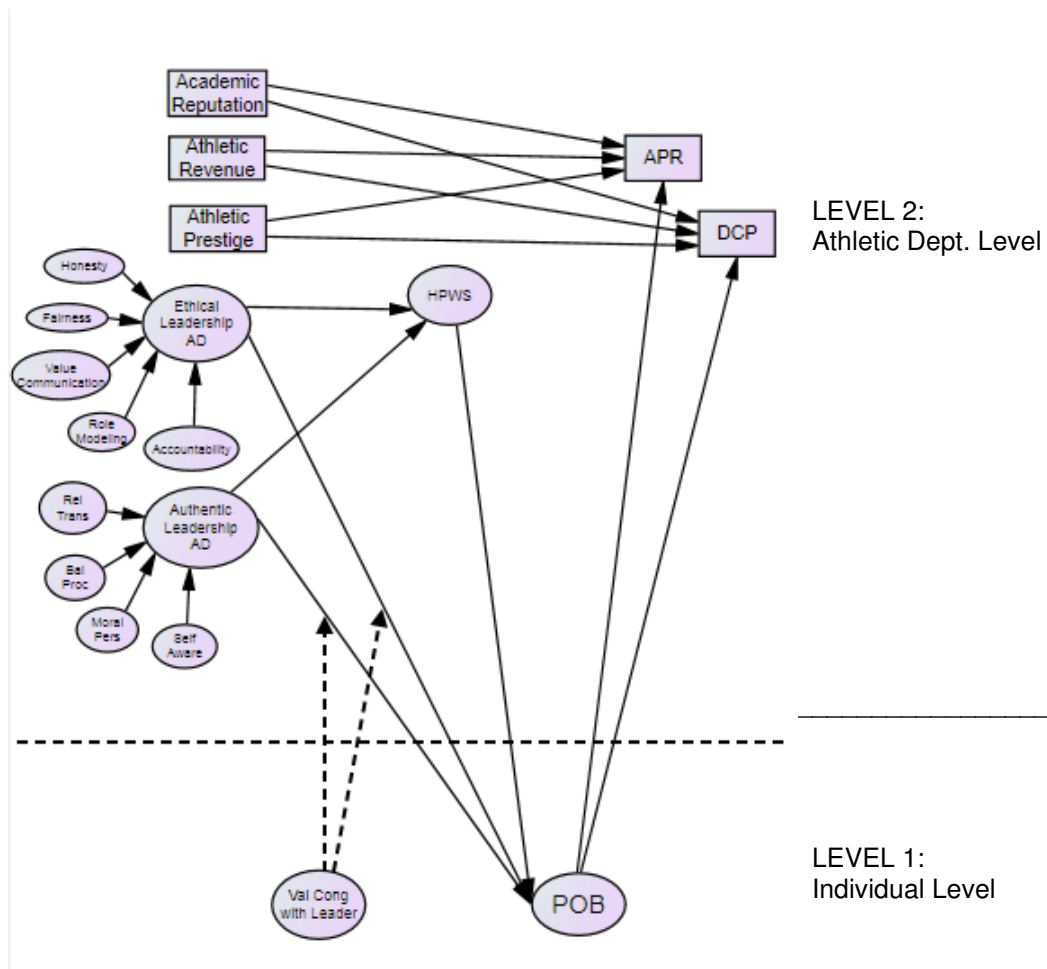 Academic
Reputation
Athletic
Revenue
Athletic
Prestige
APR
DCP
LEVEL 2:
Athletic Dept. Level
Honesty
Fairness
Value
Communication
Role
Modeling
Accountability
Ethical
Leadership
AD
HPWS
Rel
Trans
Bal
Proc
Moral
Pers
Self
Aware
Authentic
Leadership
AD
LEVEL 1:
Individual Level
Val Cong
with Leader
POB